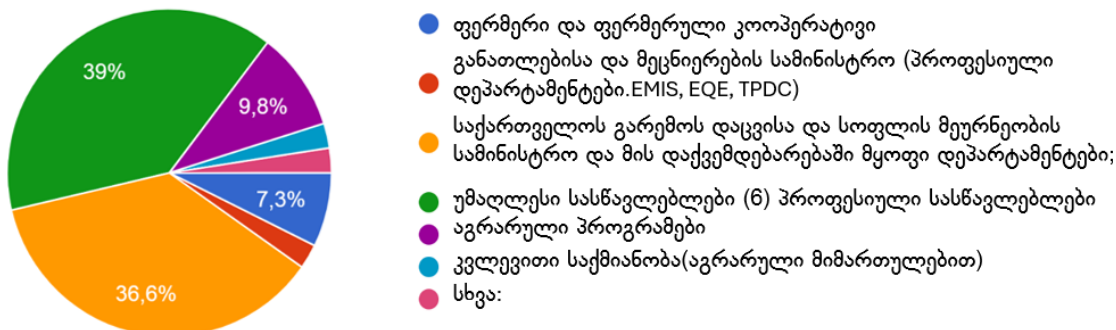 39%
9,8%
7,3%
36,6%
ფერმერი და ფერმერული კოოპერატივი
განათლებისა და მეცნიერების სამინისტრო (პროფესიული
დეპარტამენტები.EMIS, EQE, TPDC)
საქართველოს გარემოს დაცვისა და სოფლის მეურნეობის
სამინისტრო და მის დაქვემდებარებაში მყოფი დეპარტამენტები;
უმაღლესი სასწავლებლები (6) პროფესიული სასწავლებლები
აგრარული პროგრამები
კვლევითი საქმიანობა(აგრარული მიმართულებით)
სხვა: